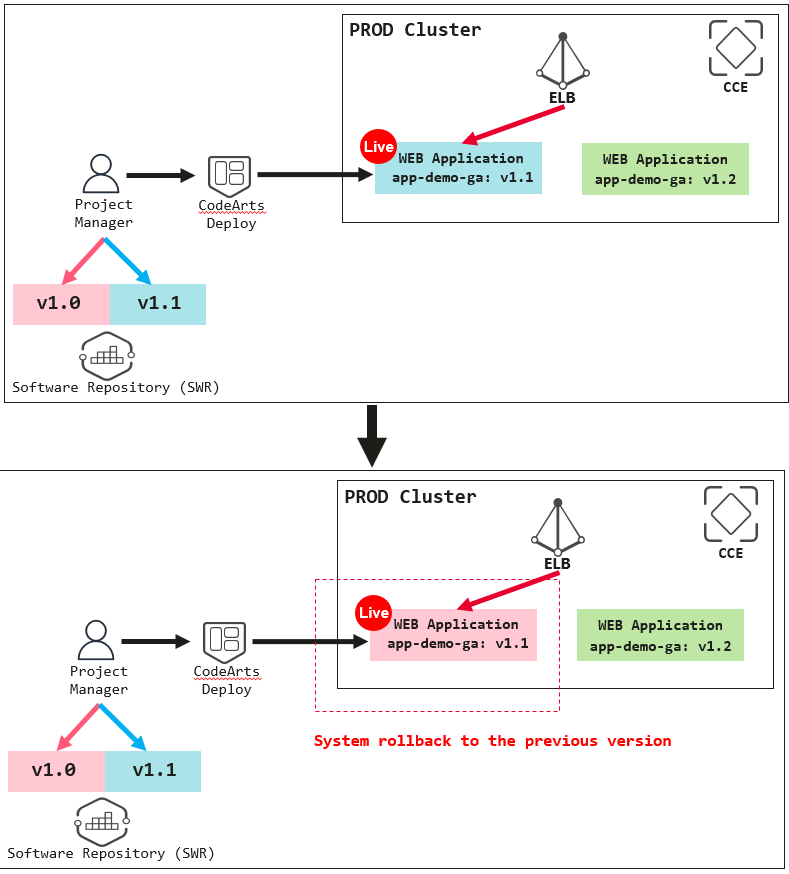 PROD Cluster
CCE
ELB
Live
WEB Application
app-demo-ga: v1.1
WEB Application
app-demo-ga: v1.2
Project
Manager
CodeArts
Deploy
v1.0
v1.1
Software Repository (SWR)
PROD Cluster
CCE
ELB
Live
WEB Application
app-demo-ga: v1.1
WEB Application
app-demo-ga: v1.2
Project
Manager
CodeArts
Deploy
System rollback to the previous version
v1.0
v1.1
Software Repository (SWR)